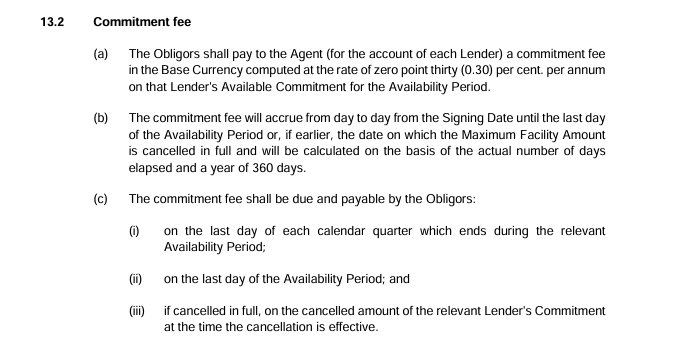 13.2 Commitment fee
(a) The Obligors shall pay to the Agent (for the account of each Lender) a commitment fee
in the Base Currency computed at the rate of zero point thirty (0.30) per cent. per annum
on that Lender's Available Commitment for the Availability Period.
(b) The commitment fee will accrue from day to day from the Signing Date until the last day
of the Availability Period or, if earlier, the date on which the Maximum Facility Amount
is cancelled in full and will be calculated on the basis of the actual number of days
elapsed and a year of 360 days.
(c) The commitment fee shall be due and payable by the Obligors:
(i) on the last day of each calendar quarter which ends during the relevant
Availability Period;
(ii) on the last day of the Availability Period; and
(iii) if cancelled in full, on the cancelled amount of the relevant Lender's Commitment
at the time the cancellation is effective.